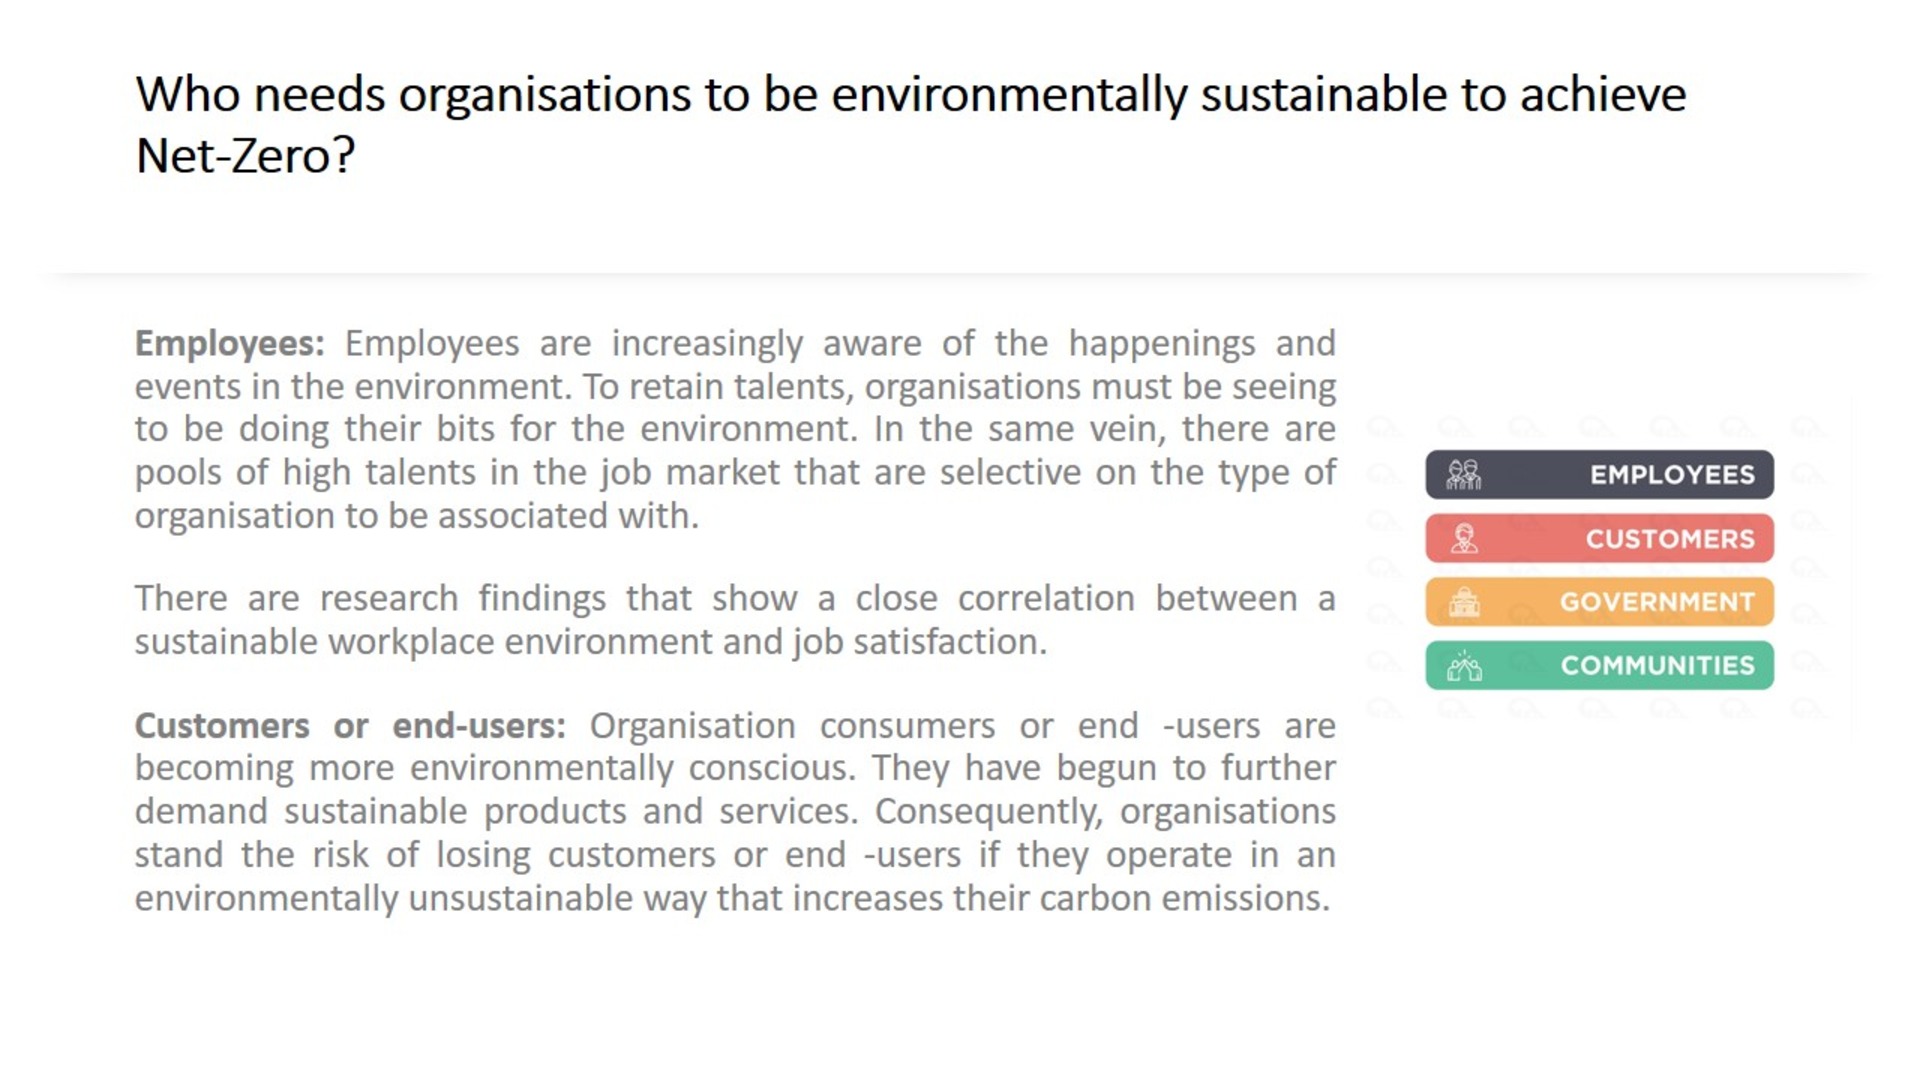 Who needs organisations to be environmentally sustainable to achieve
Net-Zero?
Employees: Employees are increasingly aware of the happenings and
events in the environment. To retain talents, organisations must be seeing
to be doing their bits for the environment. In the same vein, there are
pools of high talents in the job market that are selective on the type of
organisation to be associated with.
There are research findings that show a close correlation between a
sustainable workplace environment and job satisfaction.
Customers or end-users: Organisation consumers or end -users are
becoming more environmentally conscious. They have begun to further
demand sustainable products and services. Consequently, organisations
stand the risk of losing customers or end -users if they operate in an
environmentally unsustainable way that increases their carbon emissions.
EMPLOYEES
CUSTOMERS
GOVERNMENT
COMMUNITIES